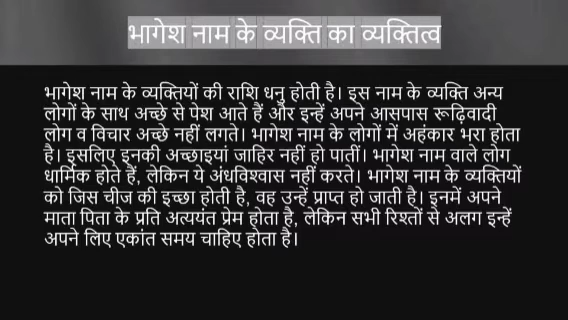 भागेश नाम के व्यक्ति का व्यक्तित्व
भागेश नाम के व्यक्तियों की राशि धनु होती है। इस नाम के व्यक्ति अन्य
लोगों के साथ अच्छे से पेश आते हैं और इन्हें अपने आसपास रूढ़िवादी
लोग व विचार अच्छे नहीं लगते। भागेश नाम के लोगों में अहंकार भरा होता
है। इसलिए इनकी अच्छाइयां जाहिर नहीं हो पातीं। भागेश नाम वाले लोग
धार्मिक होते हैं, लेकिन ये अंधविश्वास नहीं करते। भागेश नाम के व्यक्तियों
को जिस चीज की इच्छा होती है, वह उन्हें प्राप्त हो जाती है। इनमें अपने
माता पिता के प्रति अत्ययंत प्रेम होता है, लेकिन सभी रिश्तों से अलग इन्हें
अपने लिए एकांत समय चाहिए होता है।